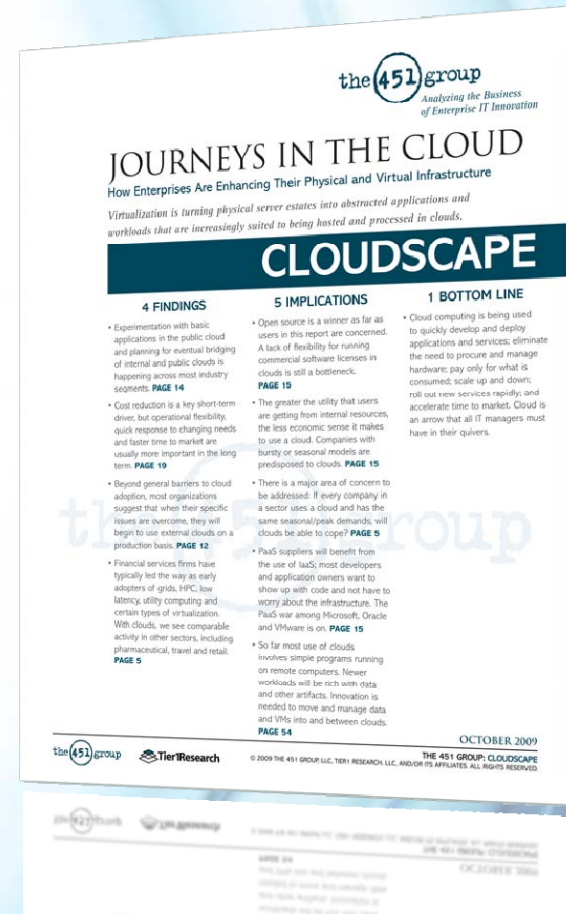 the 451 group
Analyzing the Business
of Enterprise IT Innovation
JOURNEYS IN THE CLOUD
How Enterprises Are Enhancing Their Physical and Virtual Infrastructure
Virtualization is turning physical server estates into abstracted applications and
workloads that are increasingly suited to being hosted and processed in clouds.
CLOUDSCAPE
4 FINDINGS
• Experimentation with basic
applications in the public cloud
and planning for eventual bridging
of internal and public clouds is
happening across most industry
segments. PAGE 14
• Cost reduction is a key short-term
driver, but operational flexibility,
quick response to changing needs
and faster time to market are
usually more important in the long
term. PAGE 19
• Beyond general barriers to cloud
adoption, most organizations
suggest that when their specific
issues are overcome, they will
begin to use external clouds on a
production basis. PAGE 12
• Financial services firms have
typically led the way as early
adopters of grids, HPC, low
latency, utility computing and
certain types of virtualization.
With clouds, we see comparable
activity in other sectors, including
pharmaceutical, travel and retail.
PAGE 5
5 IMPLICATIONS
• Open source is a winner as far as
users in this report are concerned.
A lack of flexibility for running
commercial software licenses in
clouds is still a bottleneck.
PAGE 15
• The greater the utility that users
are getting from internal resources,
the less economic sense it makes
to use a cloud. Companies with
bursty or seasonal models are
predisposed to clouds. PAGE 15
• There is a major area of concern to
be addressed: If every company in
a sector uses a cloud and has the
same seasonal/peak demands, will
clouds be able to cope? PAGE 5
• PaaS suppliers will benefit from
the use of IaaS; most developers
and application owners want to
show up with code and not have to
worry about the infrastructure. The
PaaS war among Microsoft, Oracle
and VMware is on. PAGE 15
• So far most use of clouds
involves simple programs running
on remote computers. Newer
workloads will be rich with data
and other artifacts. Innovation is
needed to move and manage data
and VMs into and between clouds.
PAGE 54
1 BOTTOM LINE
• Cloud computing is being used
to quickly develop and deploy
applications and services; eliminate
the need to procure and manage
hardware; pay only for what is
consumed; scale up and down;
roll out new services rapidly; and
accelerate time to market. Cloud is
an arrow that all IT managers must
have in their quivers.
the 451 group
OCTOBER 2009
the 451 group
Tier1Research
THE 451 GROUP: CLOUDSCAPE
© 2009 THE 451 GROUP, LLC, TIER1 RESEARCH, LLC, AND/OR ITS AFFILIATES. ALL RIGHTS RESERVED.